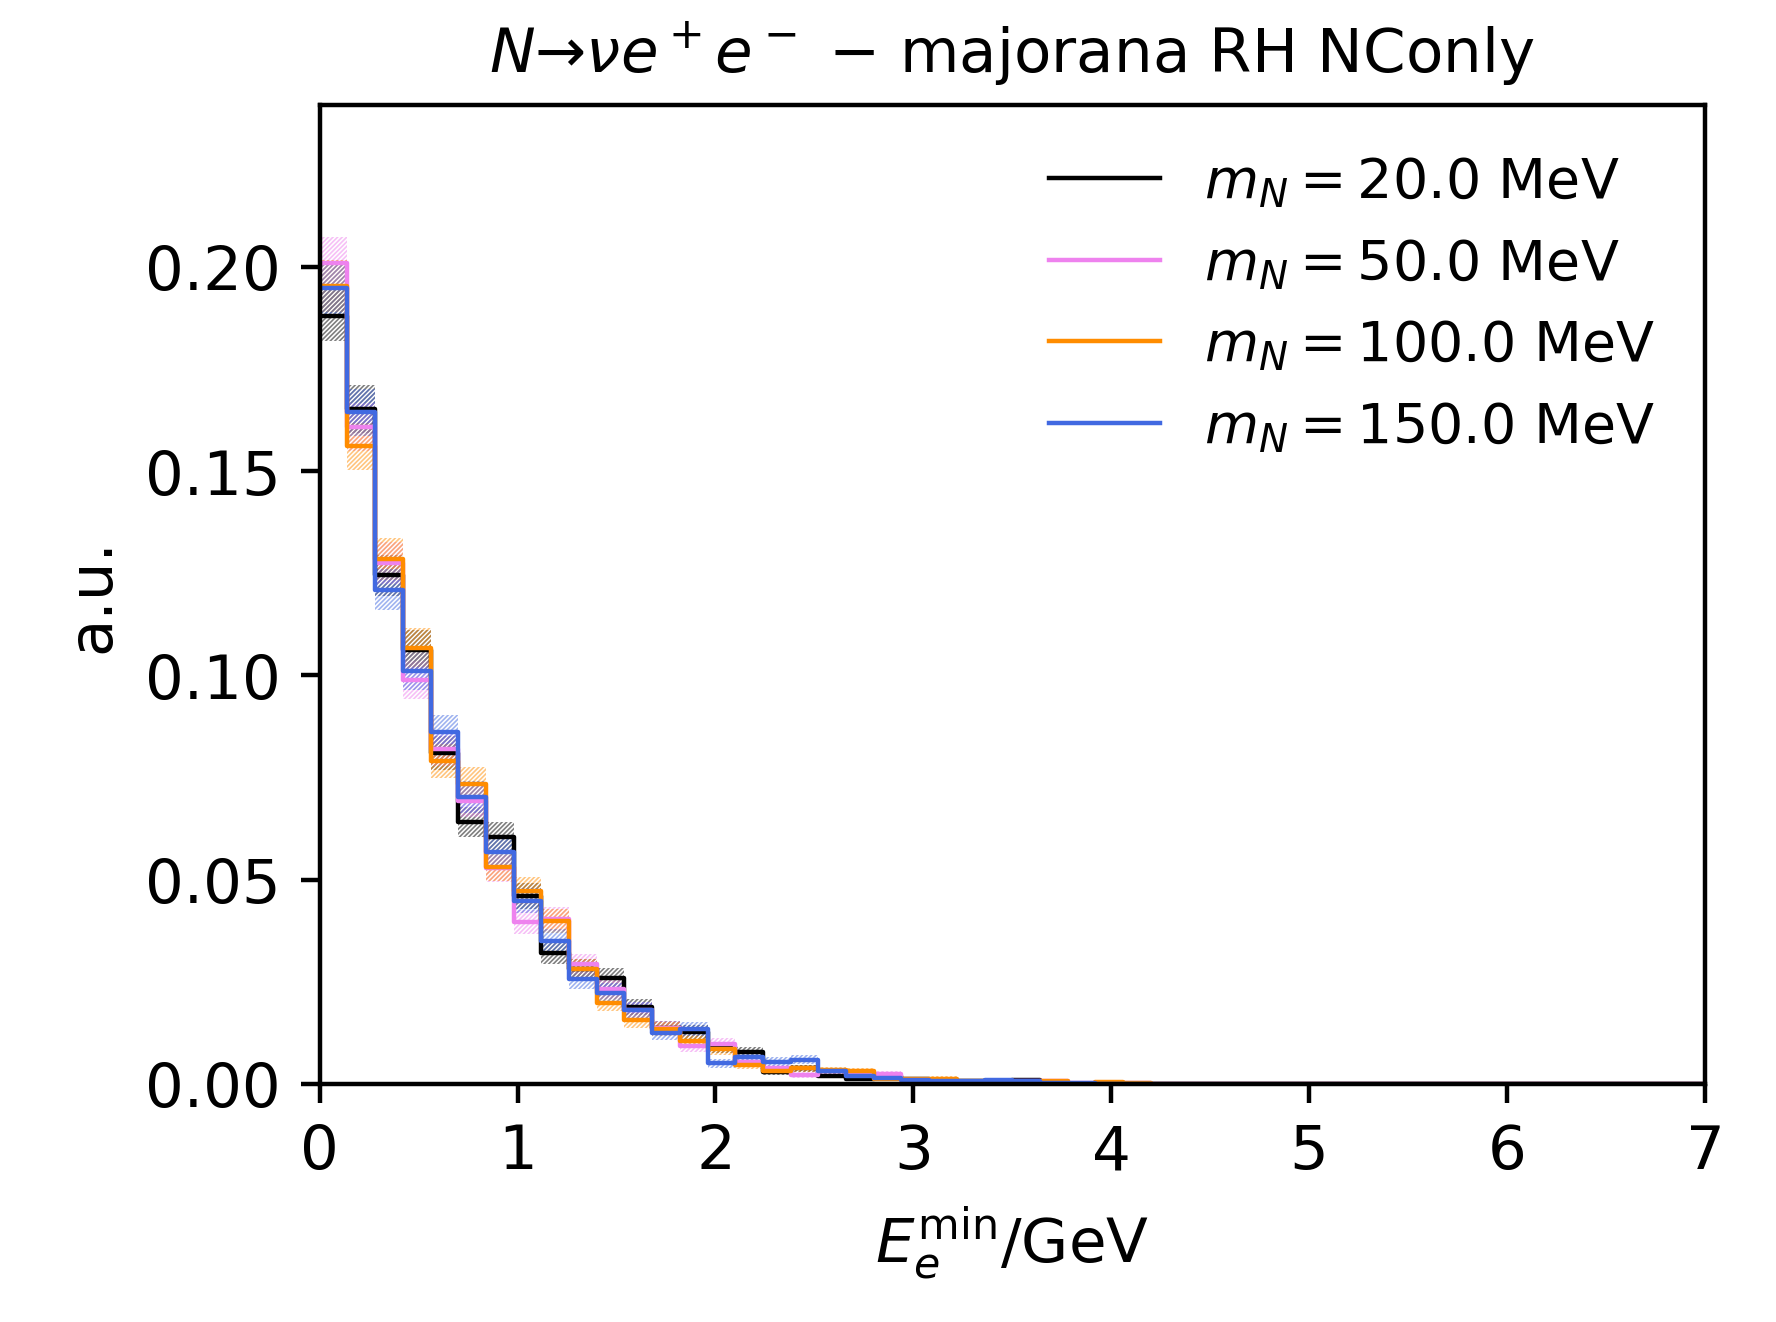 N→νe⁺e⁻ − majorana RH NConly
m_N = 20.0 MeV
m_N = 50.0 MeV
m_N = 100.0 MeV
m_N = 150.0 MeV
a.u.
0.20
0.15
0.10
0.05
0.00
0 1 2 3 4 5 6 7
E_e^min/GeV